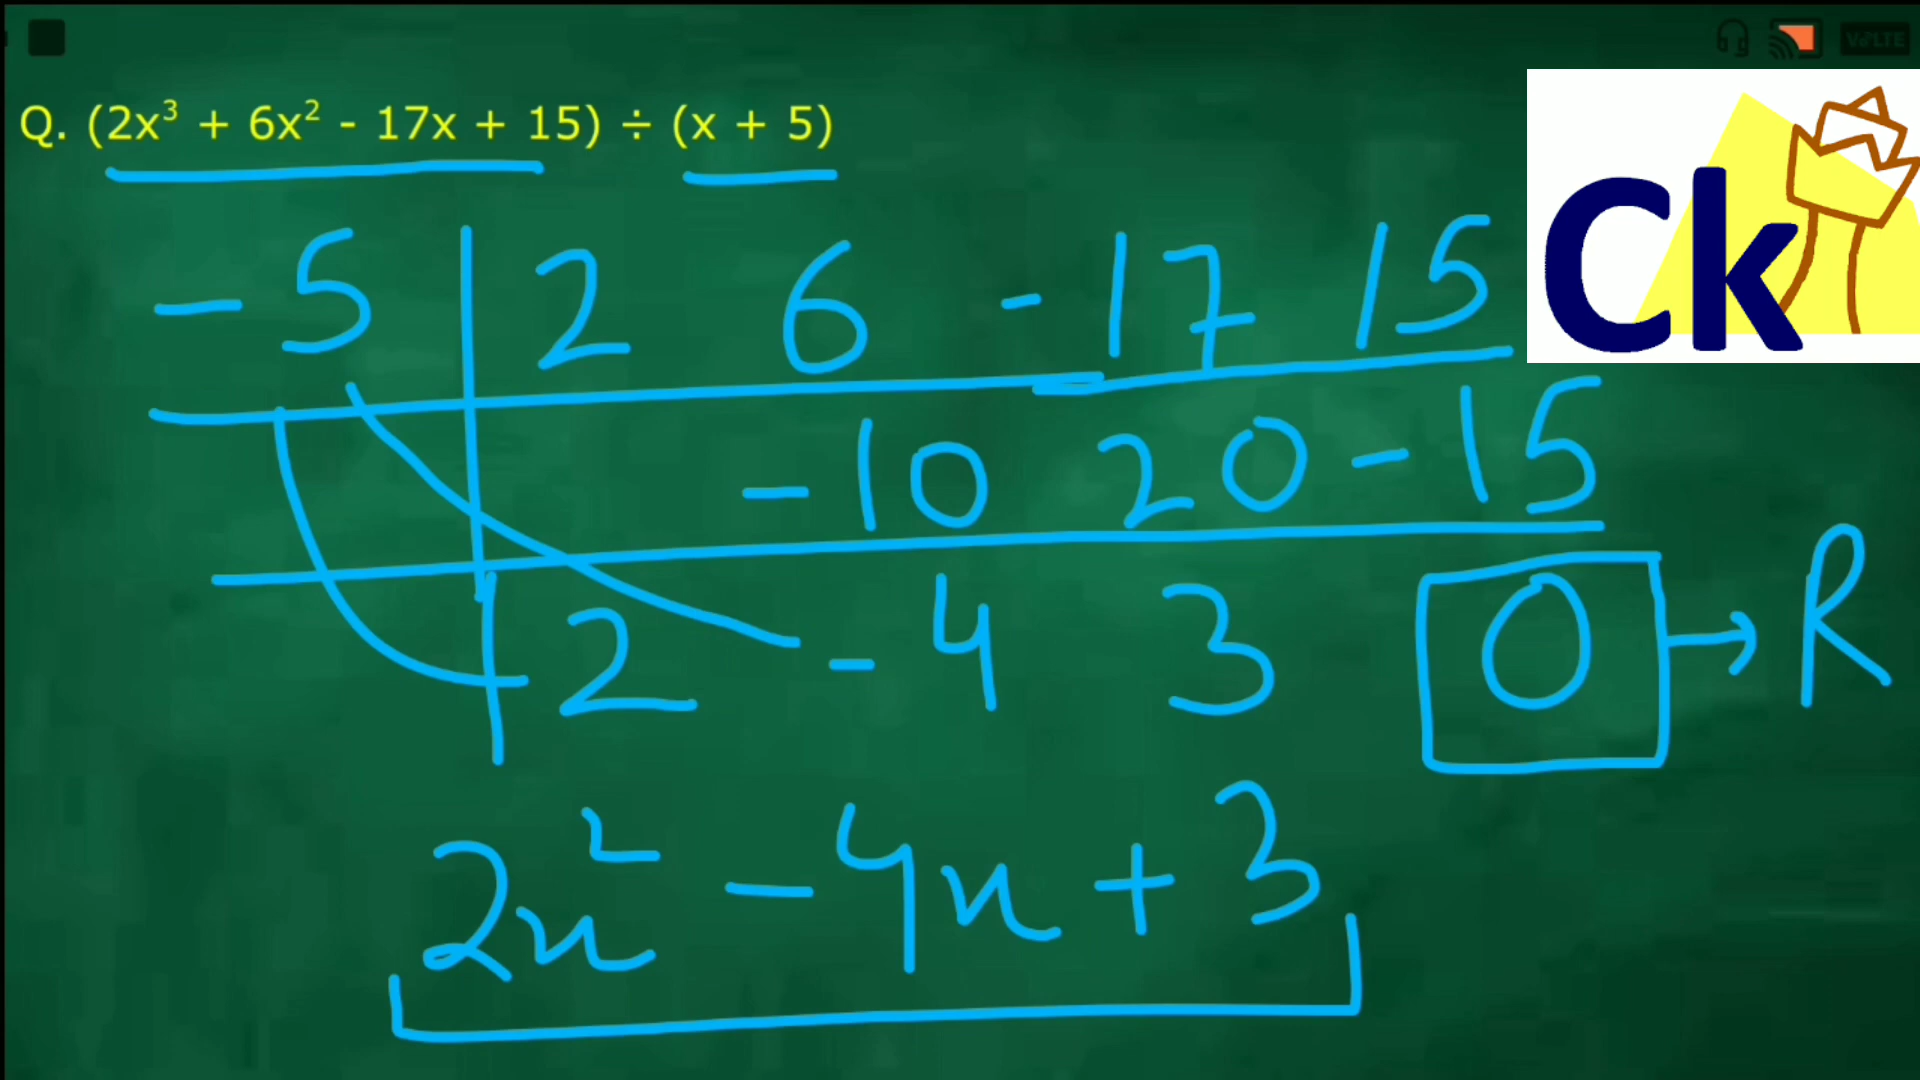 VoLTE
Q. (2x³ + 6x² - 17x + 15) ÷ (x + 5)
Ck
-5 | 2 6 -17 15
-10 20 -15
2 -4 3 0 → R
2x² - 4x + 3